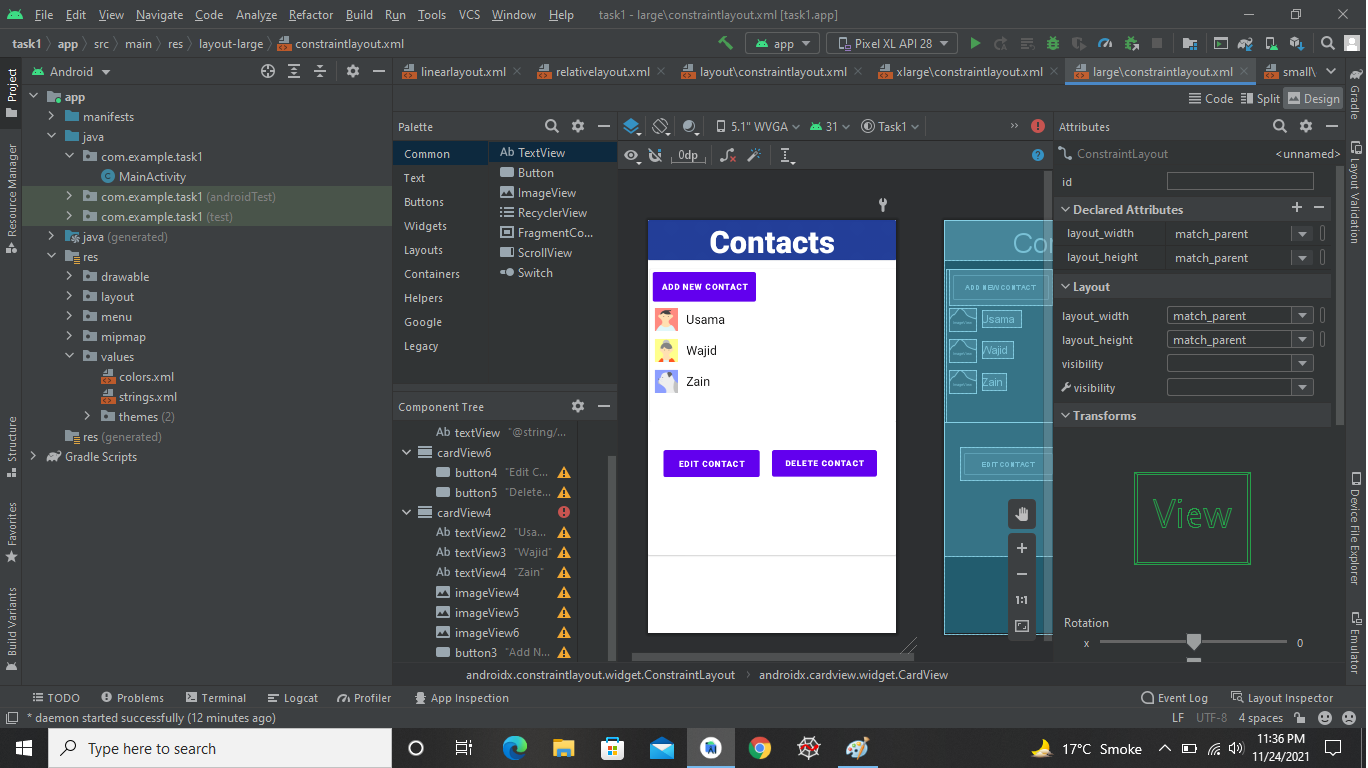 File Edit View Navigate Code Analyze Refactor Build Run Tools VCS Window Help task1 - large\constraintlayout.xml [task1.app]
task1 app src main res layout-large constraintlayout.xml app Pixel XL API 28
Project
Resource Manager
Structure
Favorites
Build Variants
Android
app
manifests
java
com.example.task1
MainActivity
com.example.task1 (androidTest)
com.example.task1 (test)
java (generated)
res
drawable
layout
menu
mipmap
values
colors.xml
strings.xml
themes (2)
res (generated)
Gradle Scripts
linearlayout.xml relativelayout.xml layout\constraintlayout.xml xlarge\constraintlayout.xml large\constraintlayout.xml small\
Code Split Design
Palette
Common
Text
Buttons
Widgets
Layouts
Containers
Helpers
Google
Legacy
Ab TextView
Button
ImageView
RecyclerView
FragmentCo...
ScrollView
Switch
Component Tree
Ab textView "@string/...
cardView6
button4 "Edit C...
button5 "Delete...
cardView4
Ab textView2 "Usa...
Ab textView3 "Wajid"
Ab textView4 "Zain"
imageView4
imageView5
imageView6
button3 "Add N...
5.1" WVGA 31 Task1 »
0dp
Contacts
ADD NEW CONTACT
Usama
Wajid
Zain
EDIT CONTACT DELETE CONTACT
Con
ADD NEW CONTACT
Usama
Wajid
Zain
EDIT CONTACT
1:1
Attributes
ConstraintLayout <unnamed>
id
Declared Attributes
layout_width match_parent
layout_height match_parent
Layout
layout_width match_parent
layout_height match_parent
visibility
visibility
Transforms
View
Rotation
x 0
Gradle
Layout Validation
Device File Explorer
Emulator
androidx.constraintlayout.widget.ConstraintLayout › androidx.cardview.widget.CardView
TODO Problems Terminal Logcat Profiler App Inspection Event Log Layout Inspector
* daemon started successfully (12 minutes ago) LF UTF-8 4 spaces
Type here to search
17°C Smoke
11:36 PM
11/24/2021